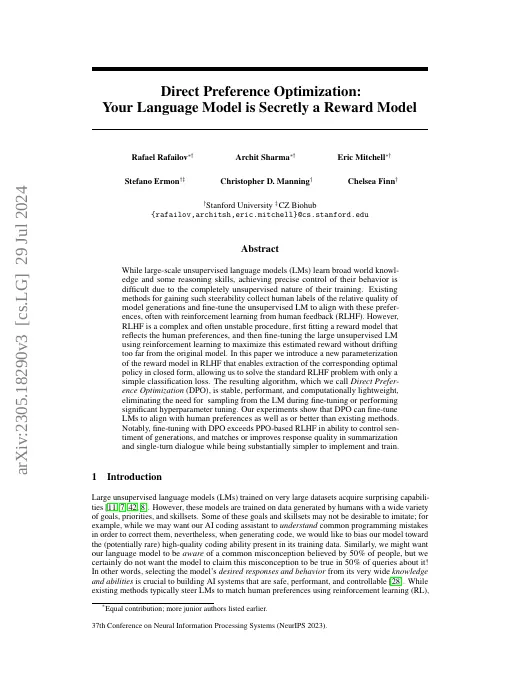 Direct Preference Optimization:
Your Language Model is Secretly a Reward Model
Rafael Rafailov*† Archit Sharma*† Eric Mitchell*†
Stefano Ermon†‡ Christopher D. Manning† Chelsea Finn†
†Stanford University ‡CZ Biohub
{rafailov,architsh,eric.mitchell}@cs.stanford.edu
Abstract
While large-scale unsupervised language models (LMs) learn broad world knowl-
edge and some reasoning skills, achieving precise control of their behavior is
difficult due to the completely unsupervised nature of their training. Existing
methods for gaining such steerability collect human labels of the relative quality of
model generations and fine-tune the unsupervised LM to align with these prefer-
ences, often with reinforcement learning from human feedback (RLHF). However,
RLHF is a complex and often unstable procedure, first fitting a reward model that
reflects the human preferences, and then fine-tuning the large unsupervised LM
using reinforcement learning to maximize this estimated reward without drifting
too far from the original model. In this paper we introduce a new parameterization
of the reward model in RLHF that enables extraction of the corresponding optimal
policy in closed form, allowing us to solve the standard RLHF problem with only a
simple classification loss. The resulting algorithm, which we call Direct Prefer-
ence Optimization (DPO), is stable, performant, and computationally lightweight,
eliminating the need for sampling from the LM during fine-tuning or performing
significant hyperparameter tuning. Our experiments show that DPO can fine-tune
LMs to align with human preferences as well as or better than existing methods.
Notably, fine-tuning with DPO exceeds PPO-based RLHF in ability to control sen-
timent of generations, and matches or improves response quality in summarization
and single-turn dialogue while being substantially simpler to implement and train.
1 Introduction
Large unsupervised language models (LMs) trained on very large datasets acquire surprising capabili-
ties [11, 7, 42, 8]. However, these models are trained on data generated by humans with a wide variety
of goals, priorities, and skillsets. Some of these goals and skillsets may not be desirable to imitate; for
example, while we may want our AI coding assistant to understand common programming mistakes
in order to correct them, nevertheless, when generating code, we would like to bias our model toward
the (potentially rare) high-quality coding ability present in its training data. Similarly, we might want
our language model to be aware of a common misconception believed by 50% of people, but we
certainly do not want the model to claim this misconception to be true in 50% of queries about it!
In other words, selecting the model's desired responses and behavior from its very wide knowledge
and abilities is crucial to building AI systems that are safe, performant, and controllable [28]. While
existing methods typically steer LMs to match human preferences using reinforcement learning (RL),
*Equal contribution; more junior authors listed earlier.
37th Conference on Neural Information Processing Systems (NeurIPS 2023).
arXiv:2305.18290v3 [cs.LG] 29 Jul 2024